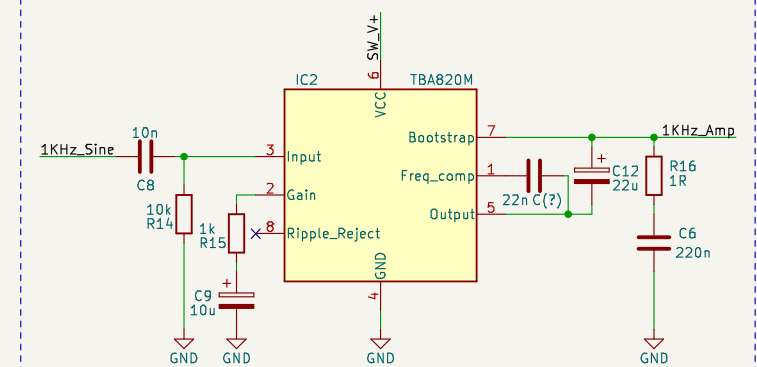 SW_V+
IC2
TBA820M
6
VCC
10n
1KHz_Sine
C8
3
Input
Bootstrap
7
1KHz_Amp
2
Gain
Freq_comp
1
22n C(?)
+
C12
22u
R16
1R
10k
R14
1k
R15
8
Ripple_Reject
Output
5
C6
220n
+
C9
10u
GND
4
GND
GND
GND
GND